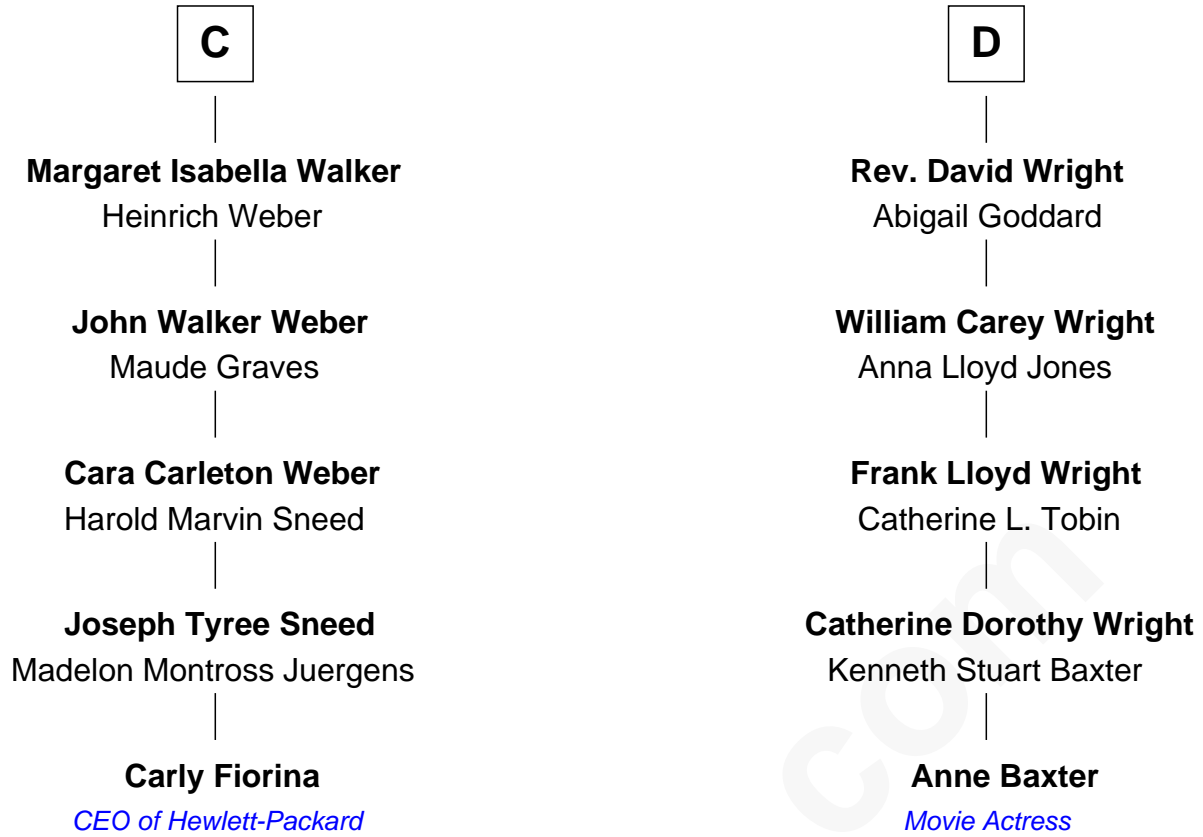 C
Margaret Isabella Walker
Heinrich Weber
John Walker Weber
Maude Graves
Cara Carleton Weber
Harold Marvin Sneed
Joseph Tyree Sneed
Madelon Montross Juergens
Carly Fiorina
CEO of Hewlett-Packard
D
Rev. David Wright
Abigail Goddard
William Carey Wright
Anna Lloyd Jones
Frank Lloyd Wright
Catherine L. Tobin
Catherine Dorothy Wright
Kenneth Stuart Baxter
Anne Baxter
Movie Actress
com